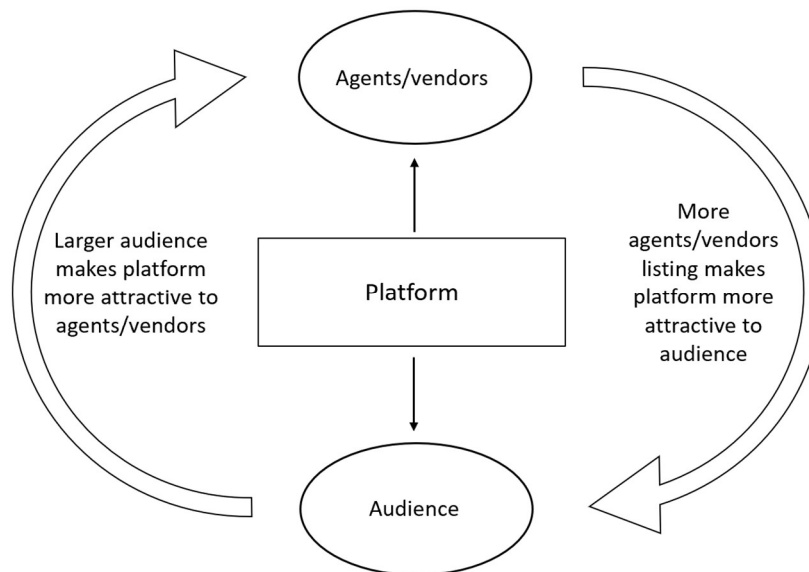 Agents/vendors
Larger audience
makes platform
more attractive to
agents/vendors
Platform
More
agents/vendors
listing makes
platform more
attractive to
audience
Audience